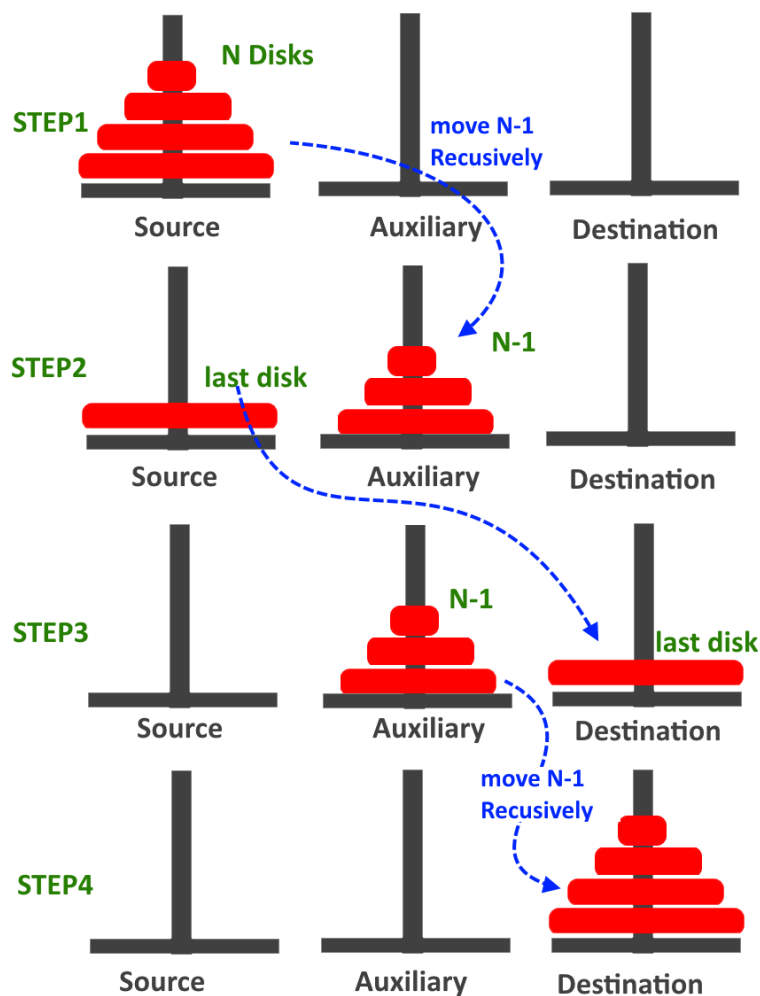 N Disks
STEP1
move N-1
Recusively
Source
Auxiliary
Destination
STEP2
last disk
N-1
Source
Auxiliary
Destination
STEP3
N-1
last disk
Source
Auxiliary
Destination
move N-1
Recusively
STEP4
Source
Auxiliary
Destination